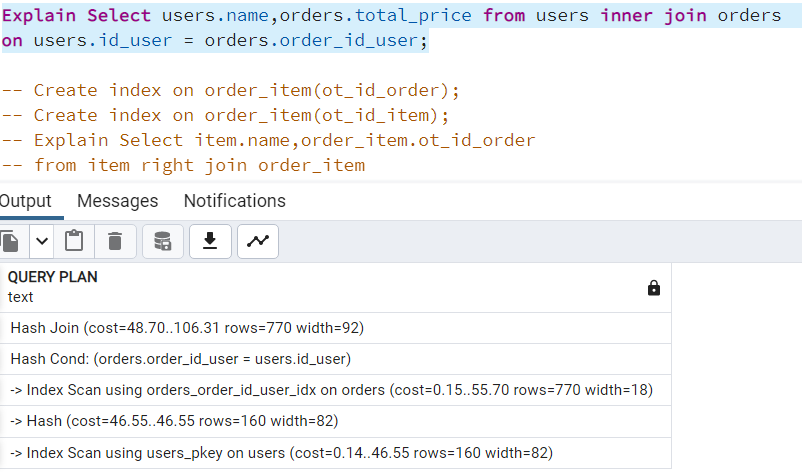 Explain Select users.name,orders.total_price from users inner join orders
on users.id_user = orders.order_id_user;
-- Create index on order_item(ot_id_order);
-- Create index on order_item(ot_id_item);
-- Explain Select item.name,order_item.ot_id_order
-- from item right join order_item
Output Messages Notifications
QUERY PLAN
text
Hash Join (cost=48.70..106.31 rows=770 width=92)
Hash Cond: (orders.order_id_user = users.id_user)
-> Index Scan using orders_order_id_user_idx on orders (cost=0.15..55.70 rows=770 width=18)
-> Hash (cost=46.55..46.55 rows=160 width=82)
-> Index Scan using users_pkey on users (cost=0.14..46.55 rows=160 width=82)